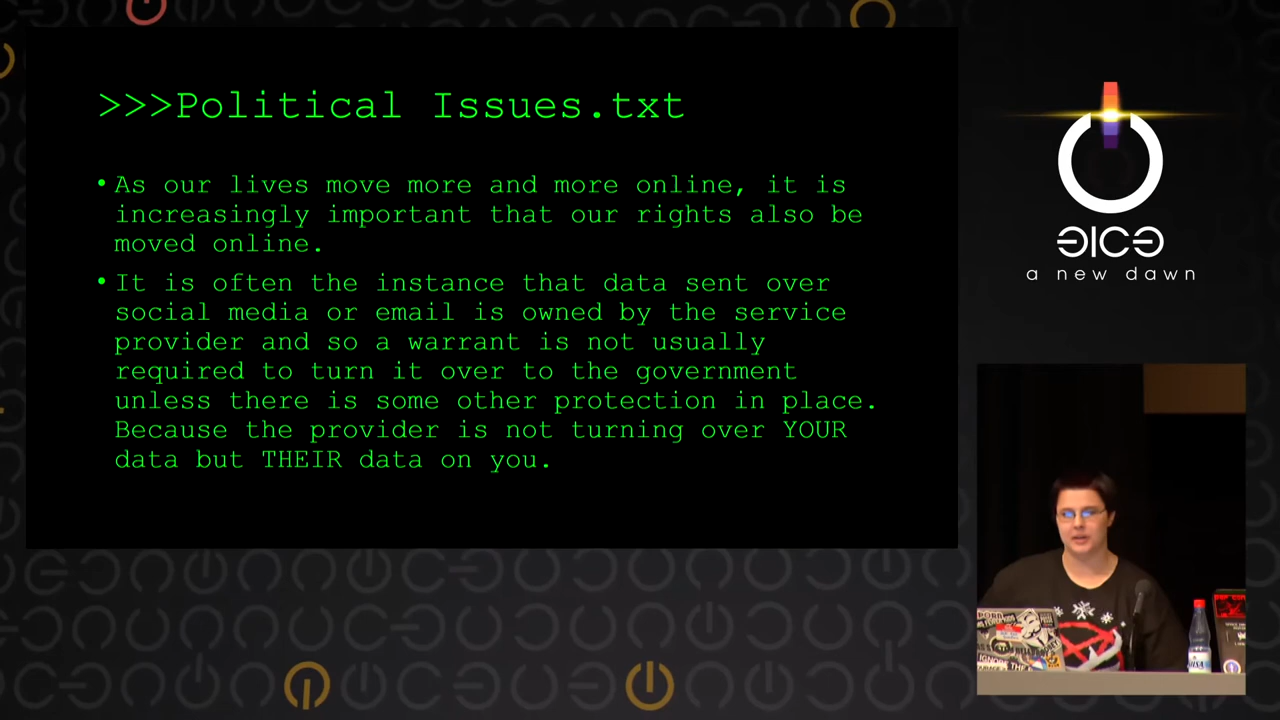 >>>Political Issues.txt
• As our lives move more and more online, it is
increasingly important that our rights also be
moved online.
• It is often the instance that data sent over
social media or email is owned by the service
provider and so a warrant is not usually
required to turn it over to the government
unless there is some other protection in place.
Because the provider is not turning over YOUR
data but THEIR data on you.
a new dawn
IGNORE THE